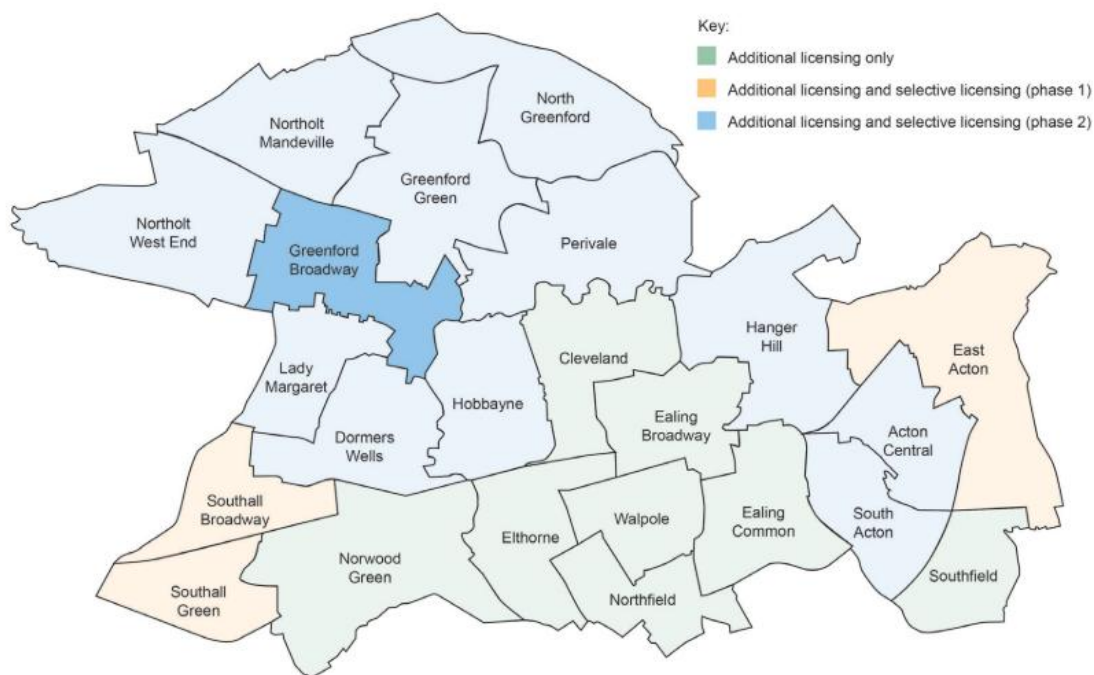 Key:
Additional licensing only
Additional licensing and selective licensing (phase 1)
Additional licensing and selective licensing (phase 2)
North
Greenford
Northolt
Mandeville
Greenford
Green
Northolt
West End
Greenford
Broadway
Perivale
Hanger
Hill
East
Acton
Cleveland
Lady
Margaret
Hobbayne
Ealing
Broadway
Acton
Central
Dormers
Wells
Southall
Broadway
Walpole
Ealing
Common
South
Acton
Elthorne
Norwood
Green
Southfield
Southall
Green
Northfield